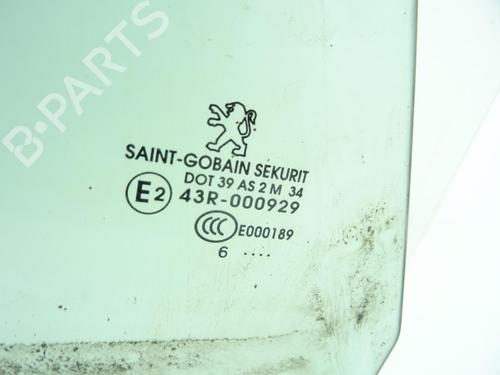 B-PARTS
SAINT-GOBAIN SEKURIT
DOT 39 AS 2 M 34
E2 43R-000929
CCC E000189
6 ....